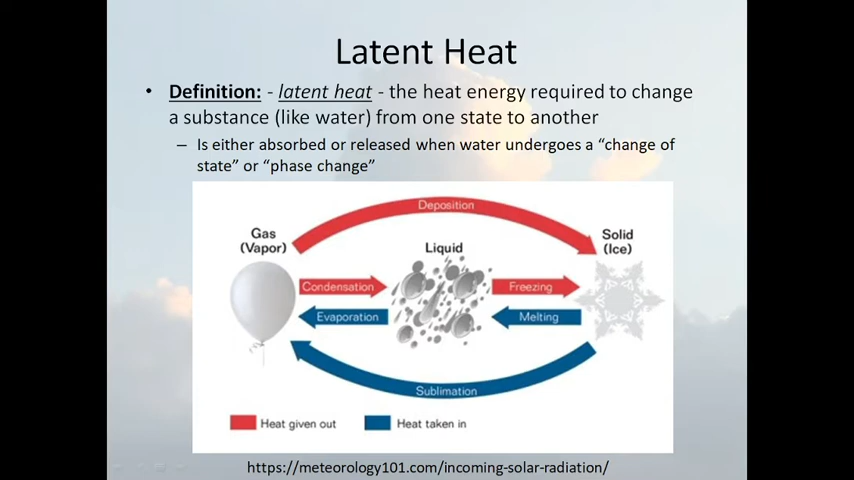 Latent Heat
• Definition: - latent heat - the heat energy required to change
a substance (like water) from one state to another
– Is either absorbed or released when water undergoes a “change of
state” or “phase change”
Deposition
Gas
(Vapor)
Liquid
Solid
(Ice)
Condensation
Freezing
Evaporation
Melting
Sublimation
Heat given out
Heat taken in
https://meteorology101.com/incoming-solar-radiation/